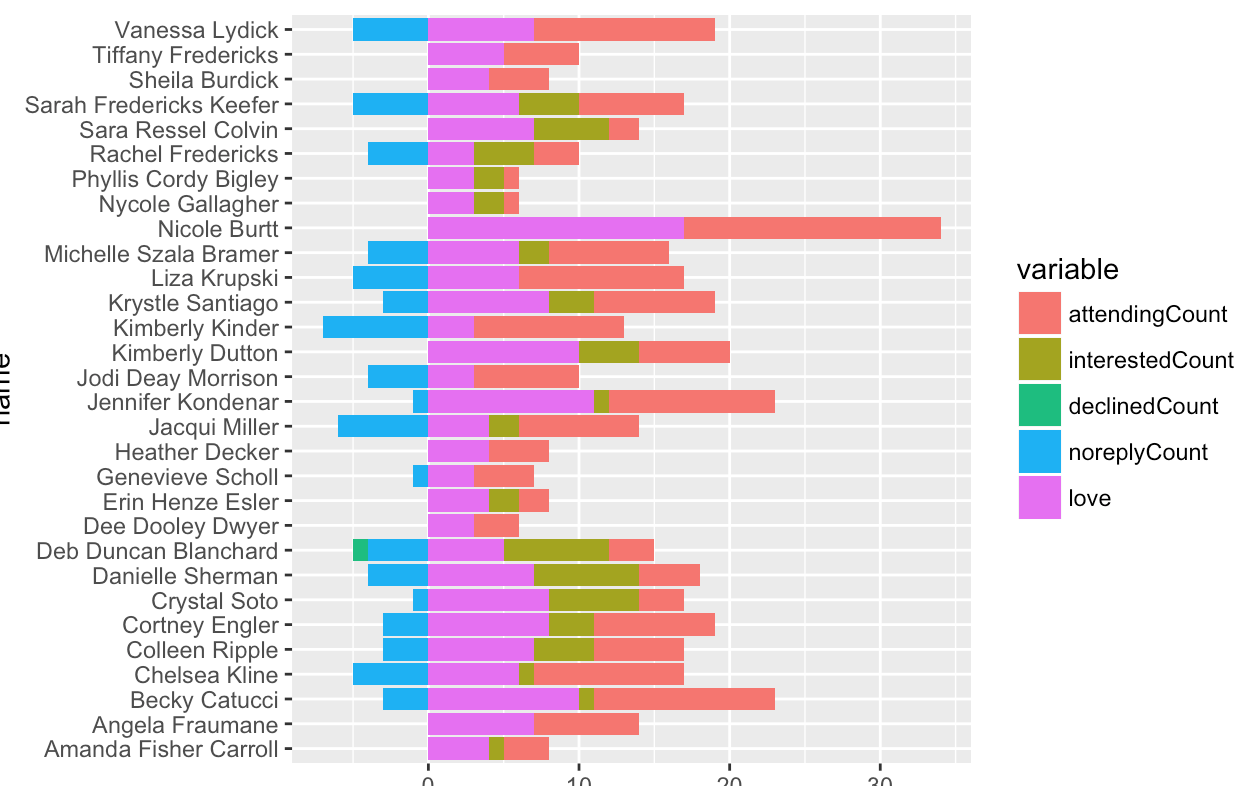 Vanessa Lydick
Tiffany Fredericks
Sheila Burdick
Sarah Fredericks Keefer
Sara Ressel Colvin
Rachel Fredericks
Phyllis Cordy Bigley
Nycole Gallagher
Nicole Burtt
Michelle Szala Bramer
Liza Krupski
Krystle Santiago
Kimberly Kinder
Kimberly Dutton
Jodi Deay Morrison
Jennifer Kondenar
Jacqui Miller
Heather Decker
Genevieve Scholl
Erin Henze Esler
Dee Dooley Dwyer
Deb Duncan Blanchard
Danielle Sherman
Crystal Soto
Cortney Engler
Colleen Ripple
Chelsea Kline
Becky Catucci
Angela Fraumane
Amanda Fisher Carroll
name
0 10 20 30
variable
attendingCount
interestedCount
declinedCount
noreplyCount
love